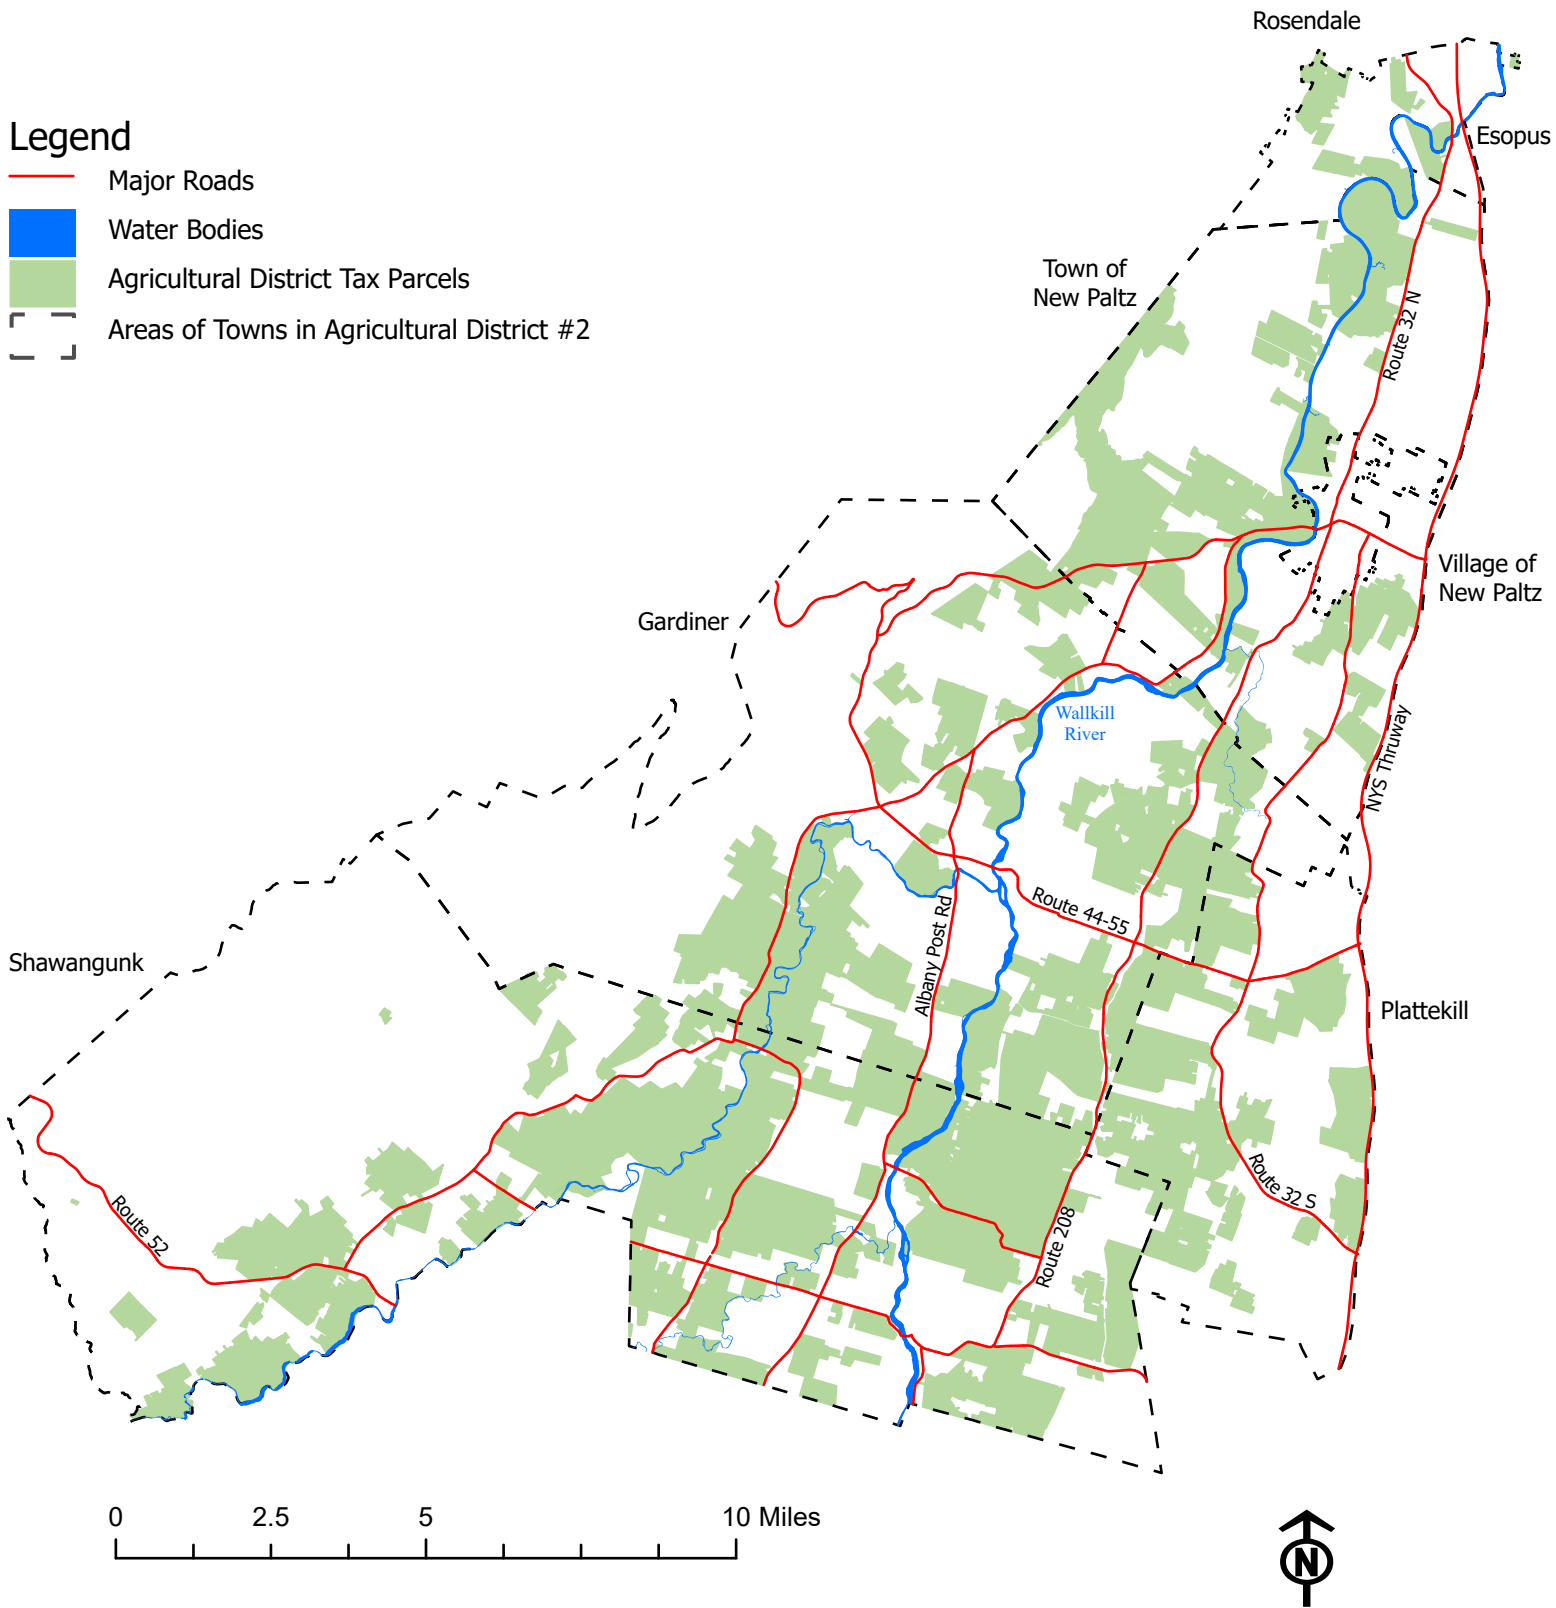 Rosendale
Legend
Major Roads
Water Bodies
Agricultural District Tax Parcels
Areas of Towns in Agricultural District #2
Esopus
Town of
New Paltz
Route 32 N
Village of
New Paltz
Gardiner
Wallkill
River
NYS Thruway
Route 44-55
Albany Post Rd
Shawangunk
Plattekill
Route 32 S
Route 52
Route 208
0 2.5 5 10 Miles
N